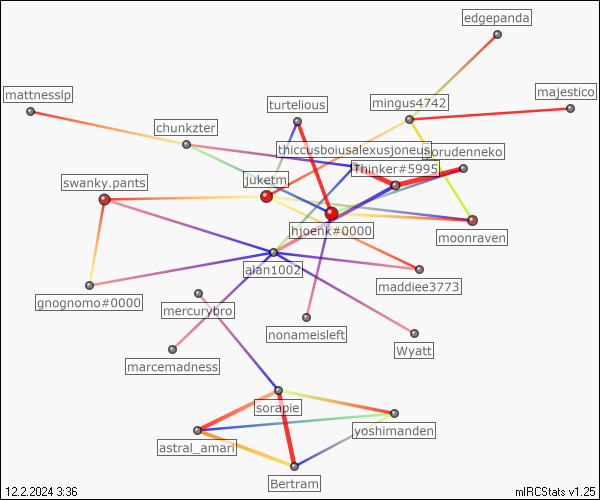 edgepanda
mattnesslp
majestico
turtelious
mingus4742
chunkzter
thiccusboiusalexusjoneus
jorudenneko
Thinker#5995
swanky.pants
juketm
hjoenk#0000
moonraven
alan1002
maddiee3773
gnognomo#0000
mercurybro
nonameisleft
Wyatt
marcemadness
sorapie
yoshimanden
astral_amari
Bertram
12.2.2024 3:36
mIRCStats v1.25